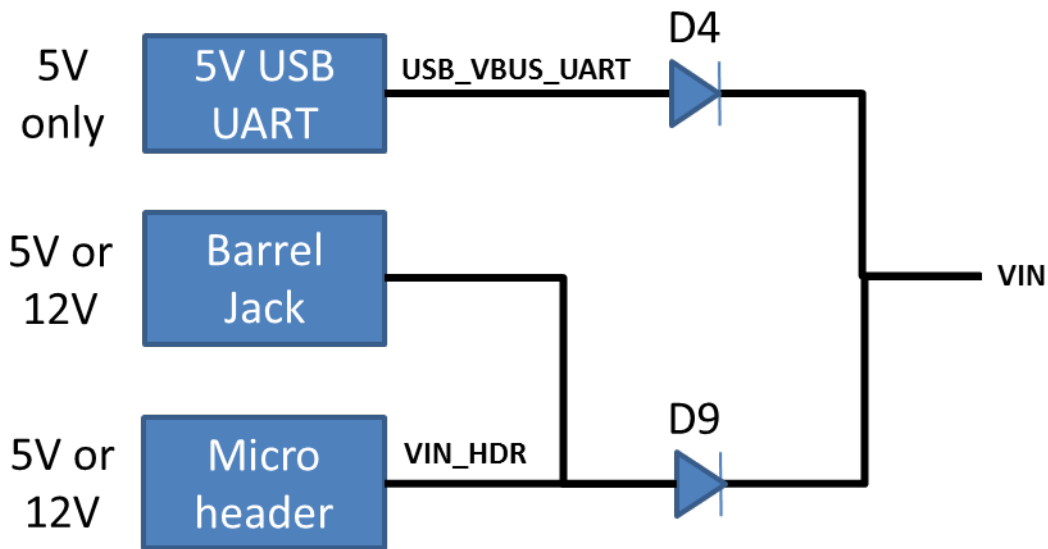 D4
5V
only
5V USB
UART
USB_VBUS_UART
5V or
12V
Barrel
Jack
VIN
D9
5V or
12V
Micro
header
VIN_HDR